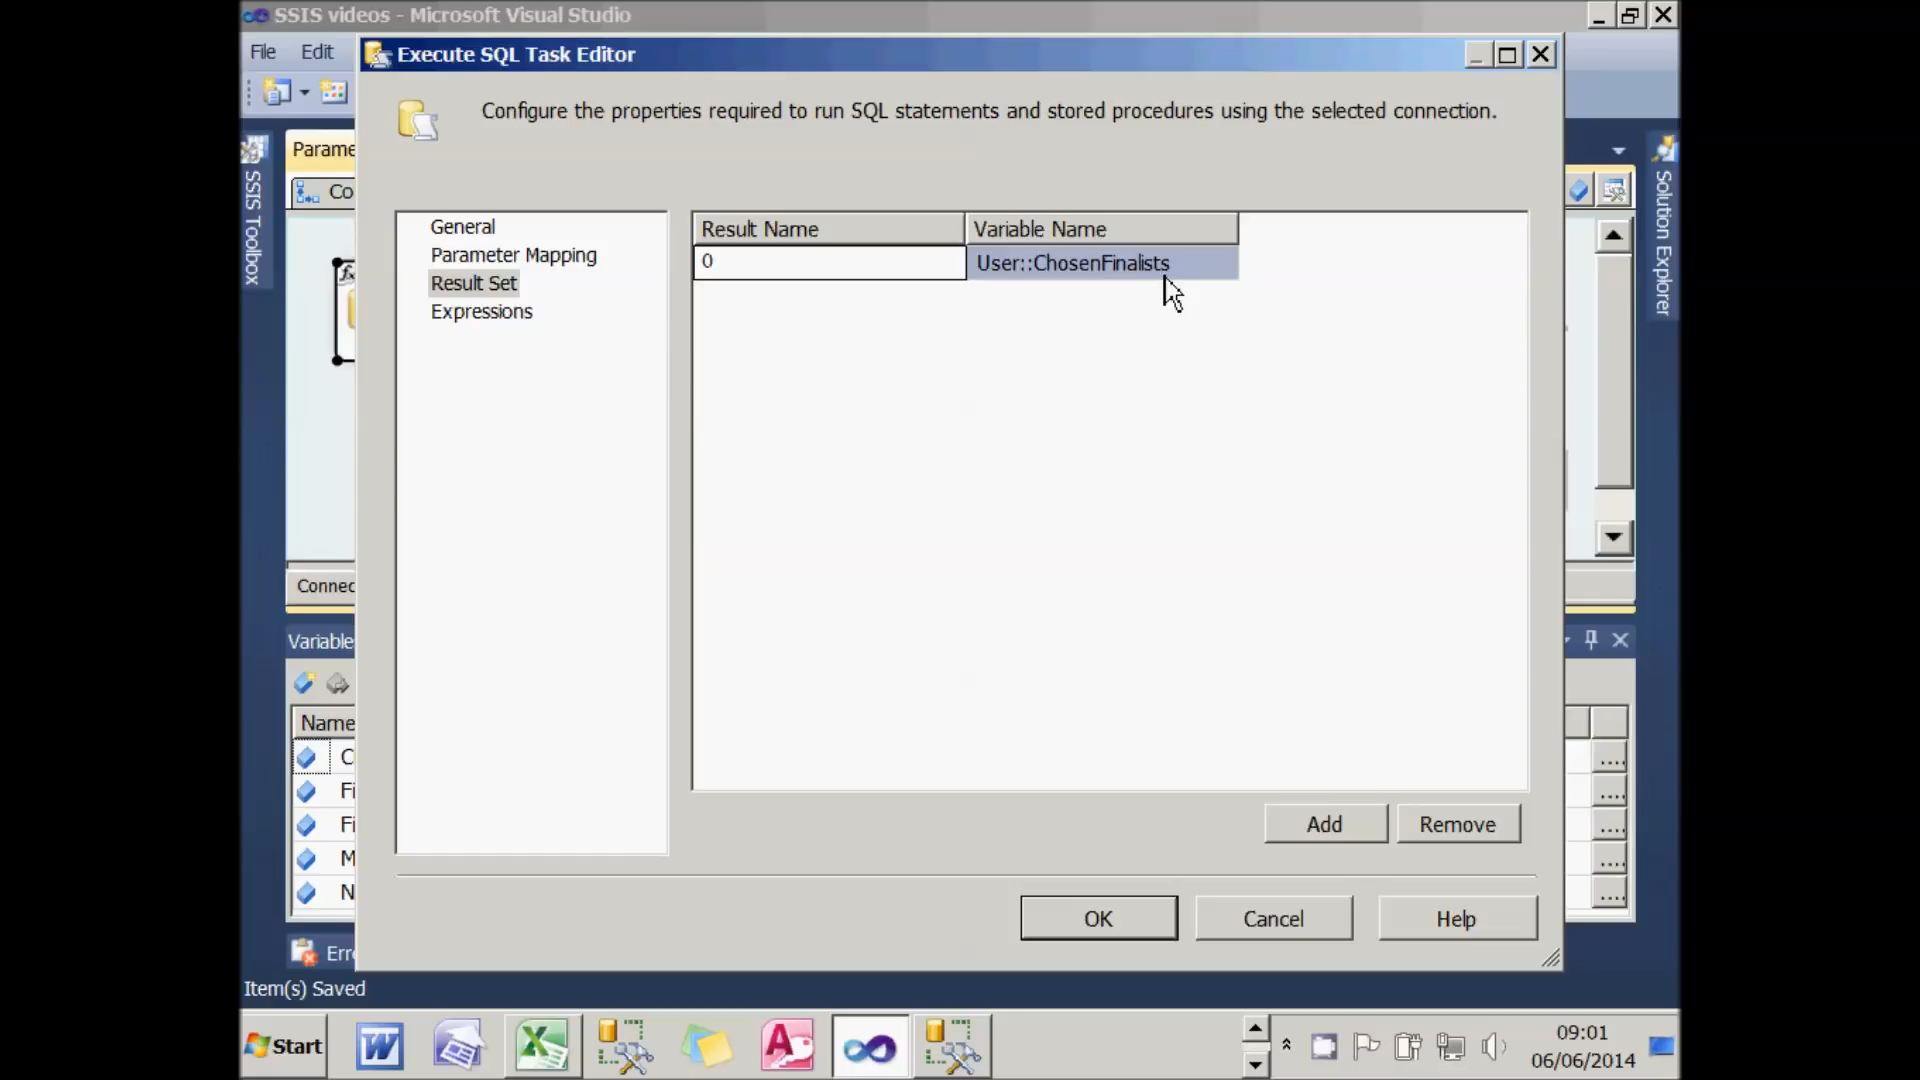 SSIS videos - Microsoft Visual Studio
File Edit
Execute SQL Task Editor
Configure the properties required to run SQL statements and stored procedures using the selected connection.
Parame
Co
SSIS Toolbox
Solution Explorer
General
Parameter Mapping
Result Set
Expressions
Result Name Variable Name
0 User::ChosenFinalists
Connec
Variable
Name
C
Fi
Fi
M
N
Add Remove
OK Cancel Help
Erro
Item(s) Saved
Start
09:01
06/06/2014